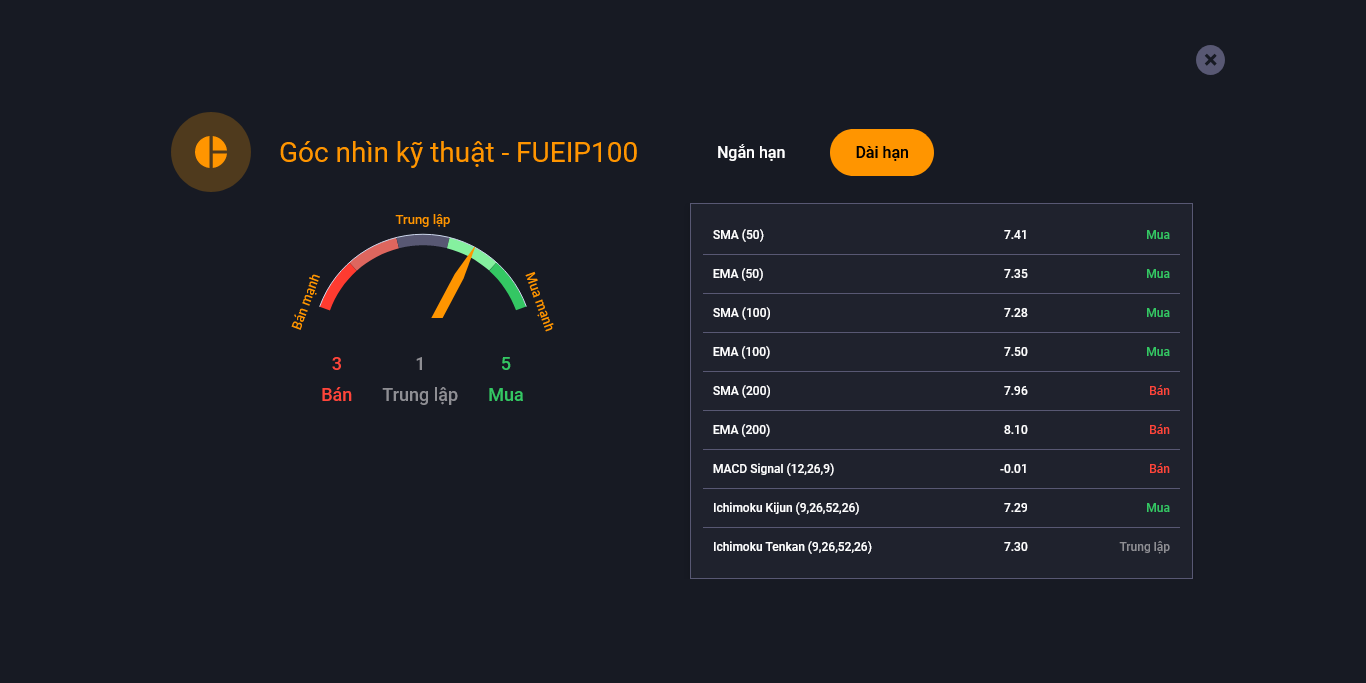 Góc nhìn kỹ thuật - FUEIP100
Ngắn hạn
Dài hạn
Trung lập
Bán mạnh
Mua mạnh
3 1 5
Bán Trung lập Mua
SMA (50) 7.41 Mua
EMA (50) 7.35 Mua
SMA (100) 7.28 Mua
EMA (100) 7.50 Mua
SMA (200) 7.96 Bán
EMA (200) 8.10 Bán
MACD Signal (12,26,9) -0.01 Bán
Ichimoku Kijun (9,26,52,26) 7.29 Mua
Ichimoku Tenkan (9,26,52,26) 7.30 Trung lập